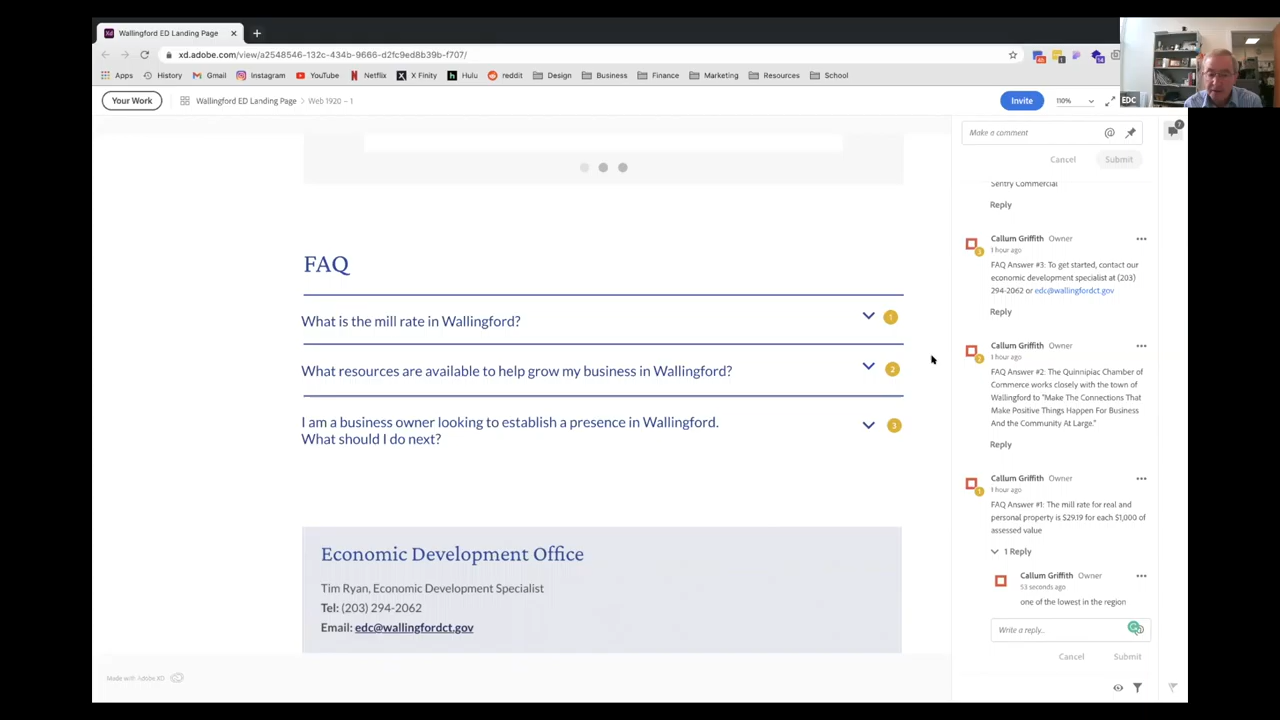 Wallingford ED Landing Page
xd.adobe.com/view/a2548546-132c-434b-9666-d2fc9ed8b39b-f707/
Apps History Gmail Instagram YouTube Netflix X Finity Hulu reddit Design Business Finance Marketing Resources School
EDC
Your Work Wallingford ED Landing Page > Web 1920 – 1 Invite 110%
Make a comment @
Cancel Submit
FAQ
What is the mill rate in Wallingford? 1
What resources are available to help grow my business in Wallingford? 2
I am a business owner looking to establish a presence in Wallingford. 3
What should I do next?
Economic Development Office
Tim Ryan, Economic Development Specialist
Tel: (203) 294-2062
Email: edc@wallingfordct.gov
Made with Adobe XD
Sentry Commercial
Reply
Callum Griffith Owner
1 hour ago
FAQ Answer #3: To get started, contact our
economic development specialist at (203)
294-2062 or edc@wallingfordct.gov
Reply
Callum Griffith Owner
1 hour ago
FAQ Answer #2: The Quinnipiac Chamber of
Commerce works closely with the town of
Wallingford to "Make The Connections That
Make Positive Things Happen For Business
And the Community At Large."
Reply
Callum Griffith Owner
1 hour ago
FAQ Answer #1: The mill rate for real and
personal property is $29.19 for each $1,000 of
assessed value
1 Reply
Callum Griffith Owner
53 seconds ago
one of the lowest in the region
Write a reply...
Cancel Submit